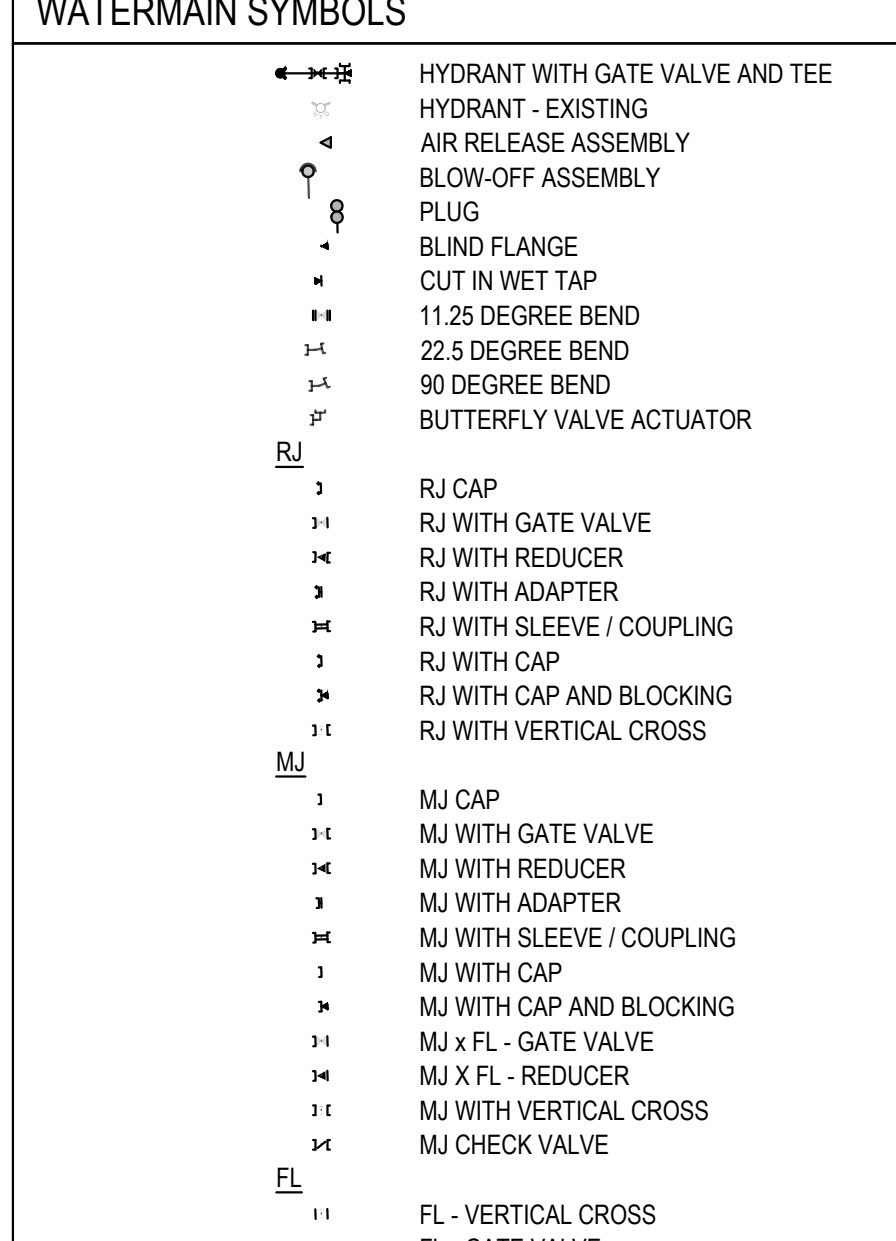 WATERMAIN SYMBOLS
HYDRANT WITH GATE VALVE AND TEE
HYDRANT - EXISTING
AIR RELEASE ASSEMBLY
BLOW-OFF ASSEMBLY
PLUG
BLIND FLANGE
CUT IN WET TAP
11.25 DEGREE BEND
22.5 DEGREE BEND
90 DEGREE BEND
BUTTERFLY VALVE ACTUATOR
RJ
RJ CAP
RJ WITH GATE VALVE
RJ WITH REDUCER
RJ WITH ADAPTER
RJ WITH SLEEVE / COUPLING
RJ WITH CAP
RJ WITH CAP AND BLOCKING
RJ WITH VERTICAL CROSS
MJ
MJ CAP
MJ WITH GATE VALVE
MJ WITH REDUCER
MJ WITH ADAPTER
MJ WITH SLEEVE / COUPLING
MJ WITH CAP
MJ WITH CAP AND BLOCKING
MJ x FL - GATE VALVE
MJ X FL - REDUCER
MJ WITH VERTICAL CROSS
MJ CHECK VALVE
FL
FL - VERTICAL CROSS